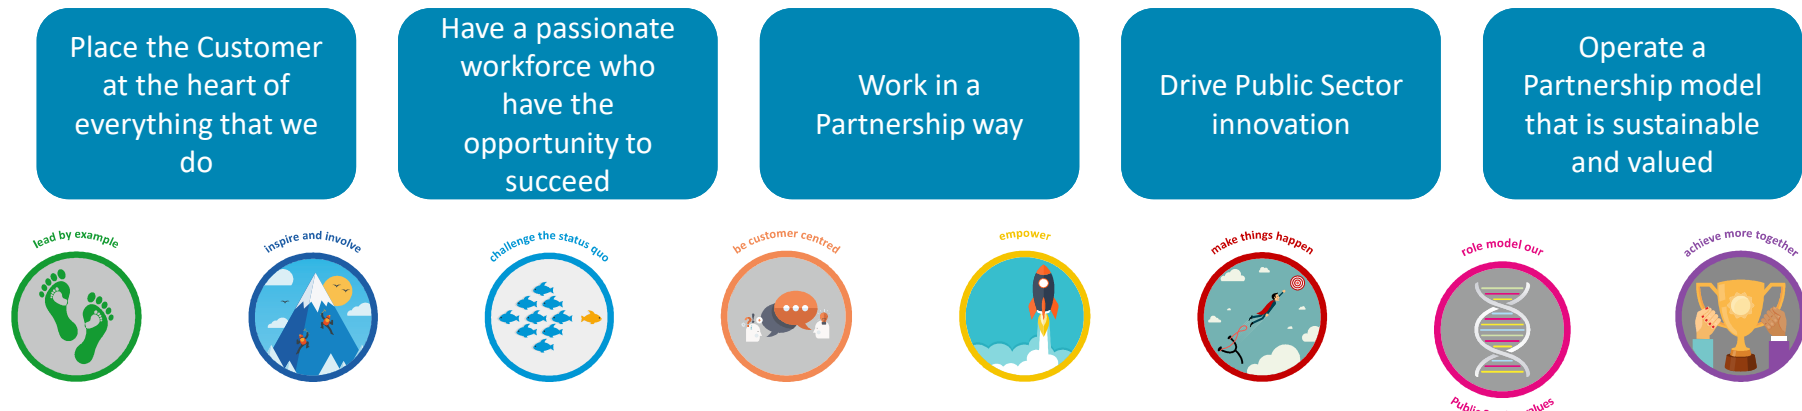 Place the Customer
at the heart of
everything that we
do
Have a passionate
workforce who
have the
opportunity to
succeed
Work in a
Partnership way
Drive Public Sector
innovation
Operate a
Partnership model
that is sustainable
and valued
lead by example
inspire and involve
challenge the status quo
be customer centred
empower
make things happen
role model our
Public
achieve more together